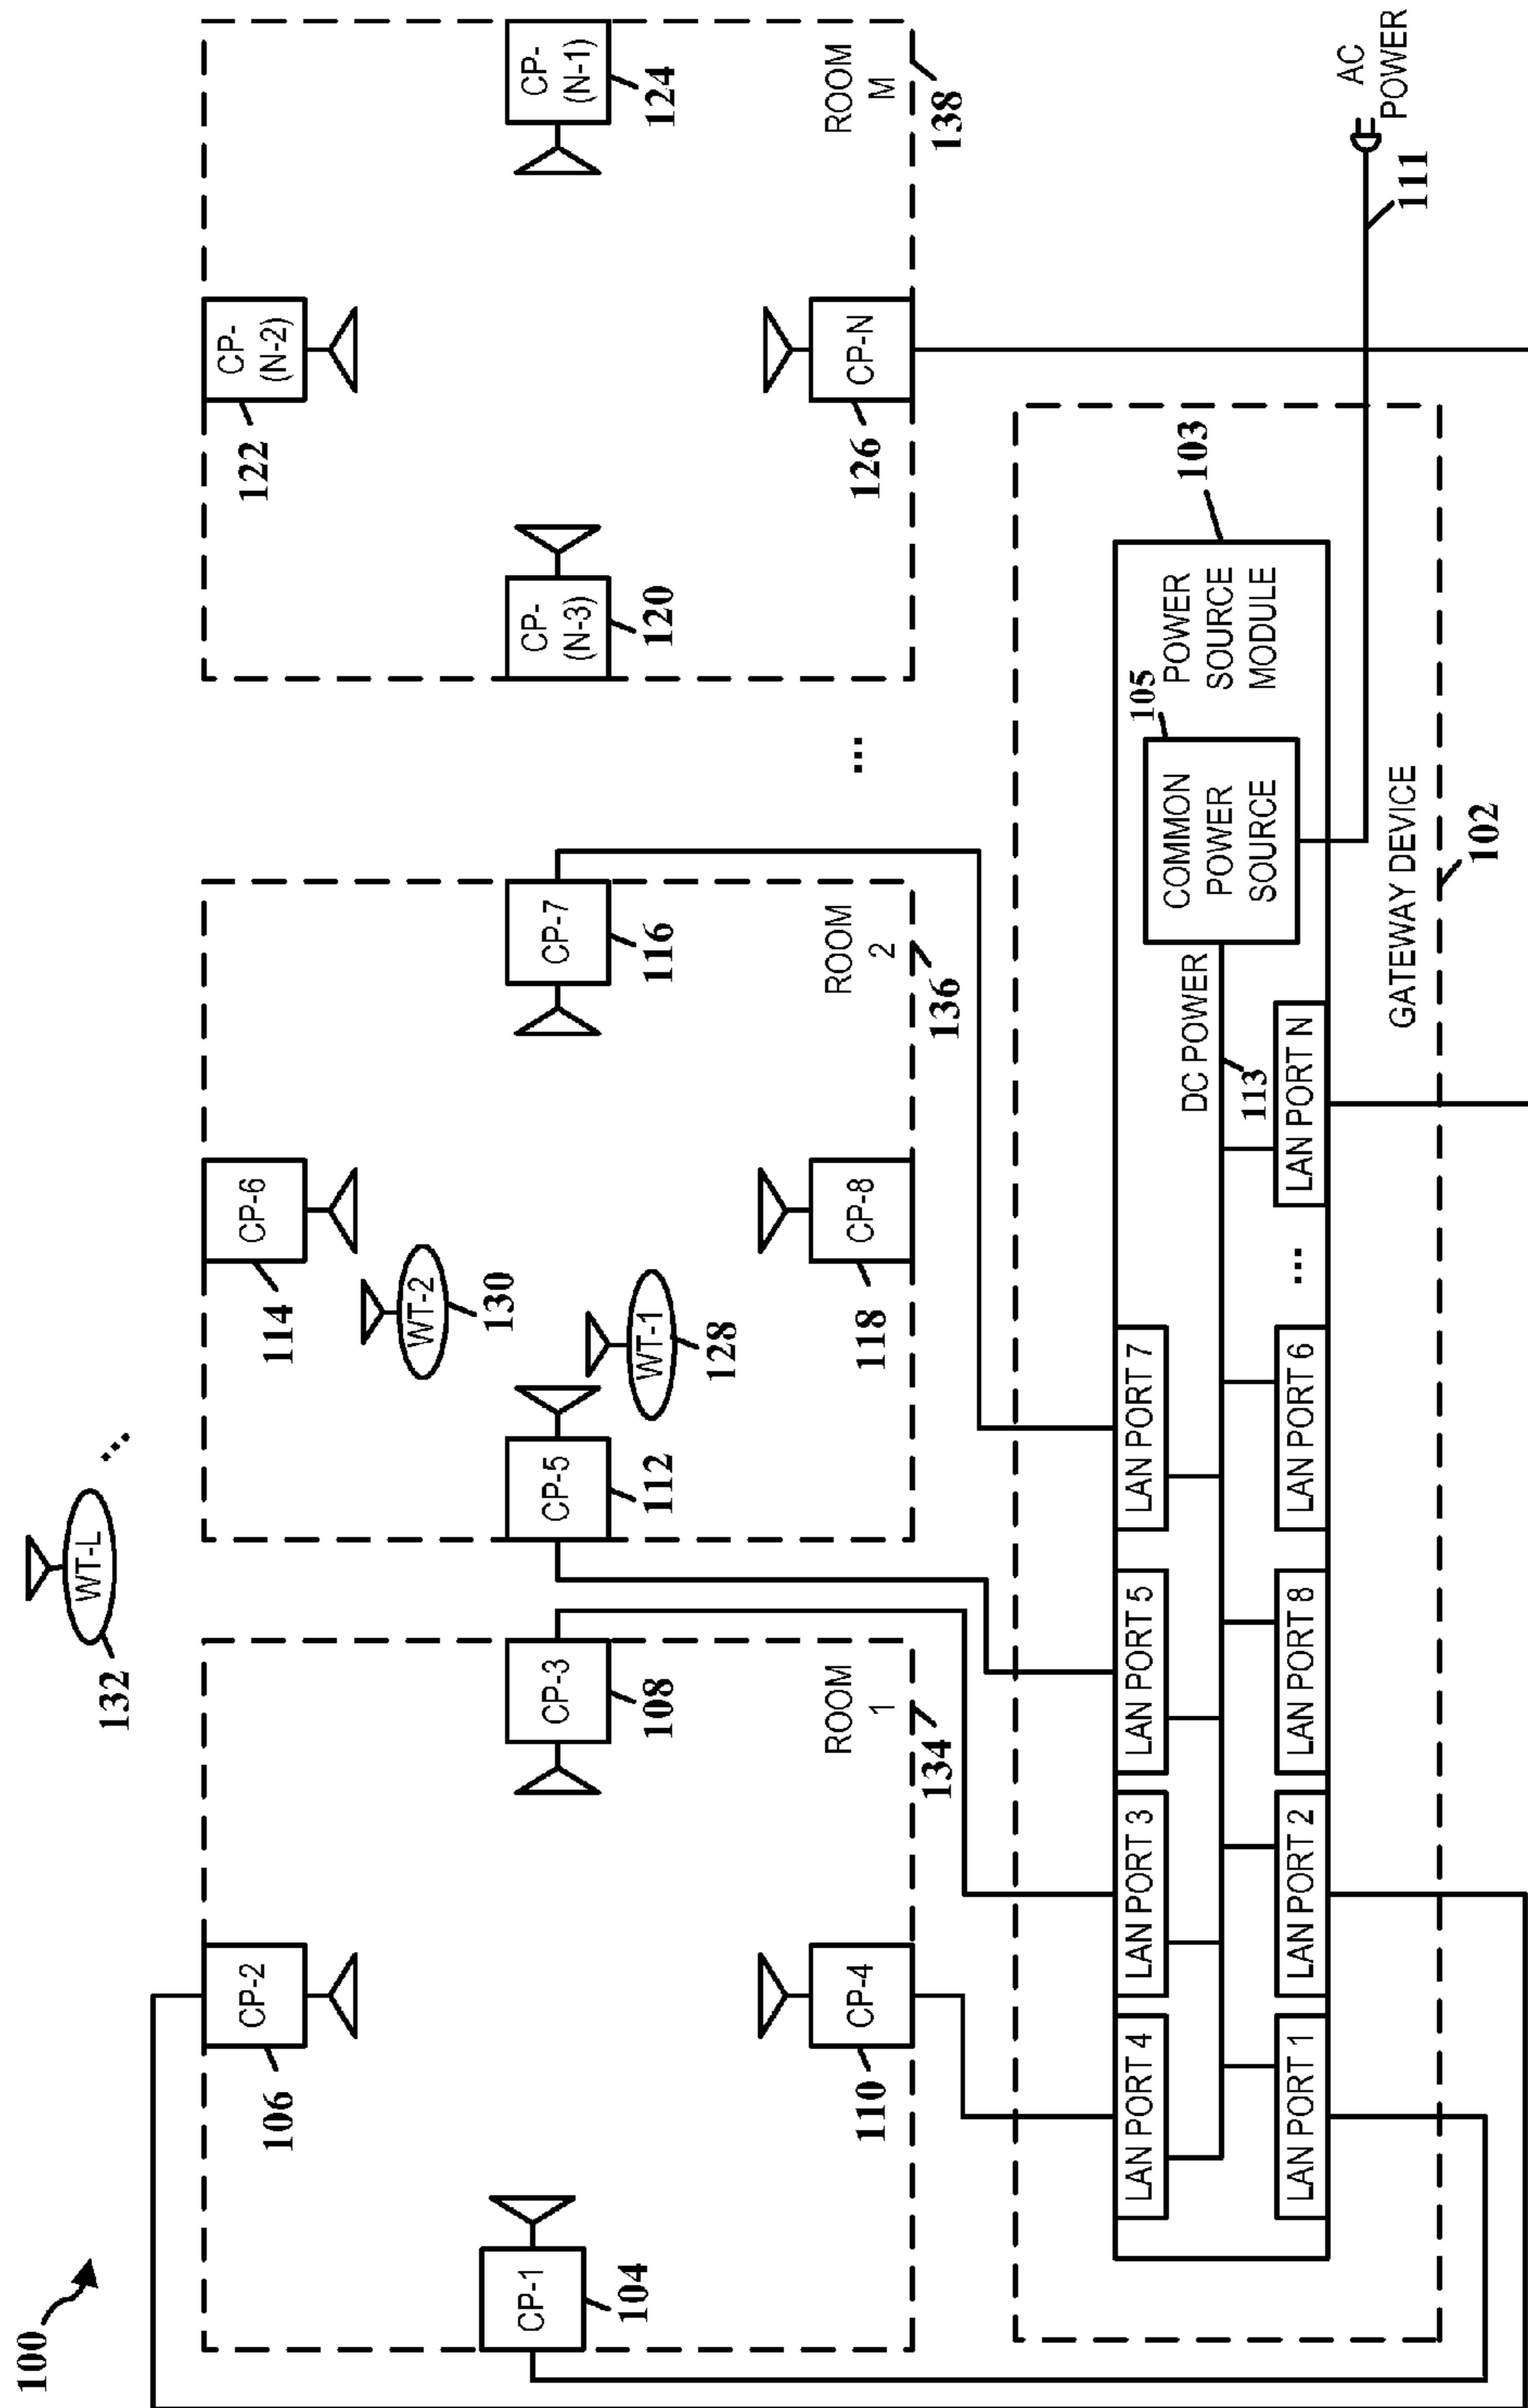 100
132
WT-L
...
106
CP-2
CP-1
104
CP-3
108
CP-4
110
ROOM
1
134
114
CP-6
WT-2
130
CP-5
112
WT-1
128
CP-7
116
CP-8
118
ROOM
2
136
...
122
CP-
(N-2)
CP-
(N-3)
120
CP-
(N-1)
124
CP-N
126
ROOM
M
138
LAN PORT 4
LAN PORT 3
LAN PORT 5
LAN PORT 7
DC POWER
113
COMMON
POWER
SOURCE
105
POWER
SOURCE
MODULE
103
LAN PORT 1
LAN PORT 2
LAN PORT 8
LAN PORT 6
...
LAN PORT N
GATEWAY DEVICE
102
111
AC
POWER